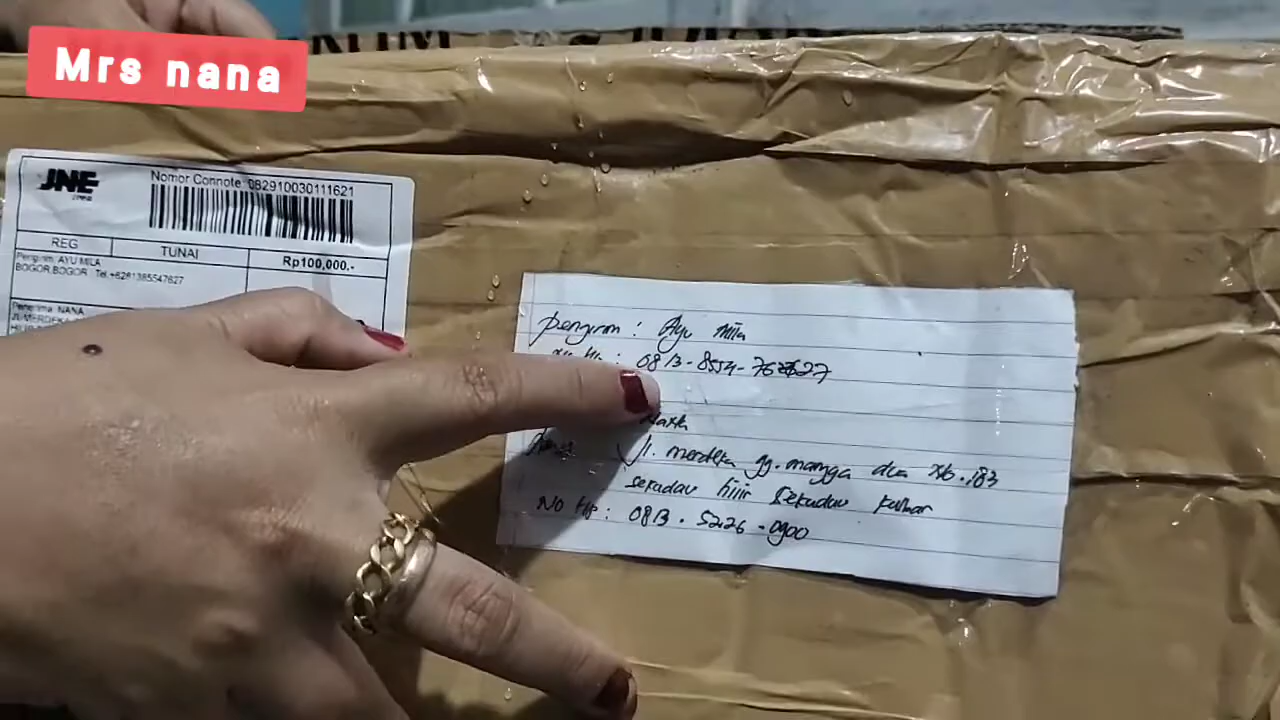 Mrs nana
JNE
Nomor Connote 082910030111621
REG
TUNAI
Rp100,000.-
Pengirim. AYU MILA
BOGOR,BOGOR Tel.+6281385547627
Penerima NANA
Pengirim : Ayu Mila
: 0813-8554-7627
Jl. merdeka gg. mangga dua No. 183
Sekadau hilir Sekadau Kalbar
No Hp : 0813 . 5226 - 0900